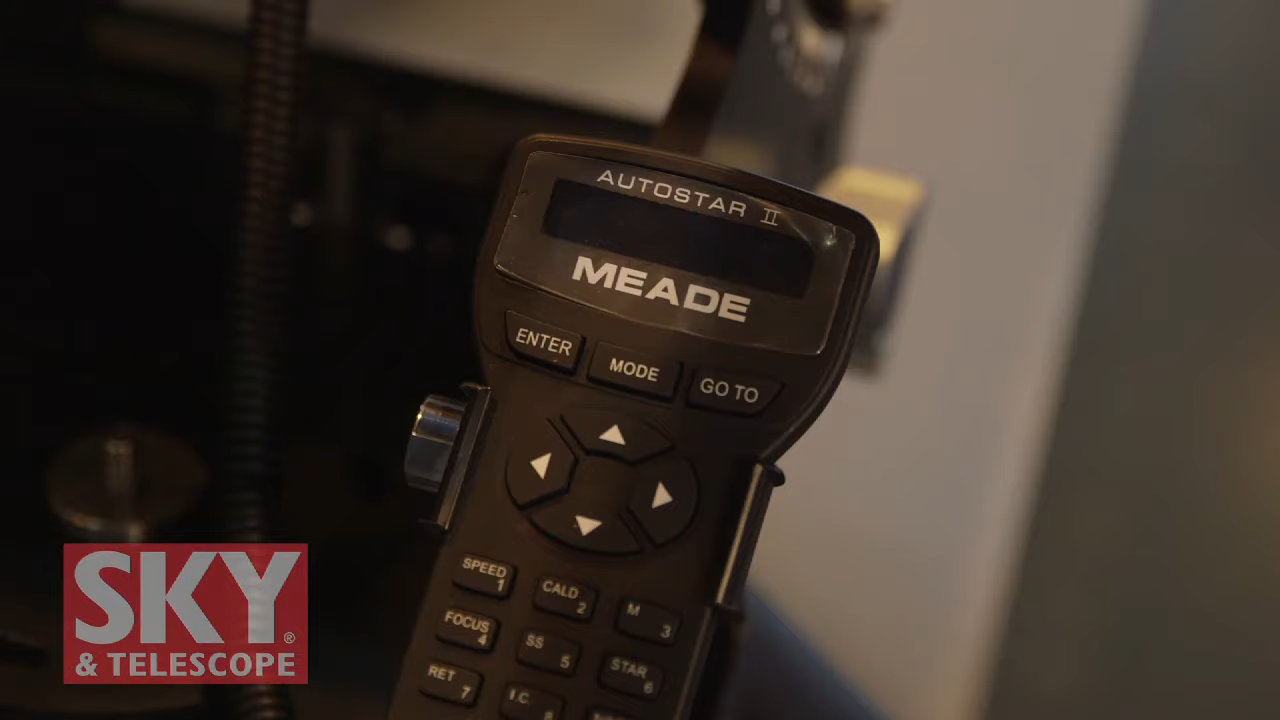 AUTOSTAR II
MEADE
ENTER
MODE
GO TO
SPEED
1
CALD
2
M
3
FOCUS
4
SS
5
STAR
6
RET
7
I.C.
SKY®
& TELESCOPE